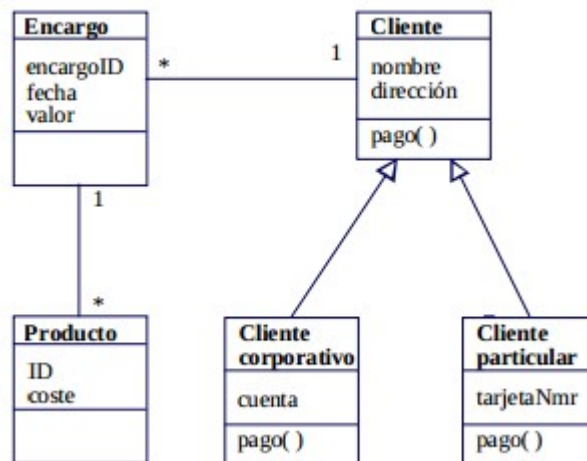 Encargo
encargoID
fecha
valor
*
1
Cliente
nombre
dirección
pago( )
1
*
Producto
ID
coste
Cliente
corporativo
cuenta
pago( )
Cliente
particular
tarjetaNmr
pago( )